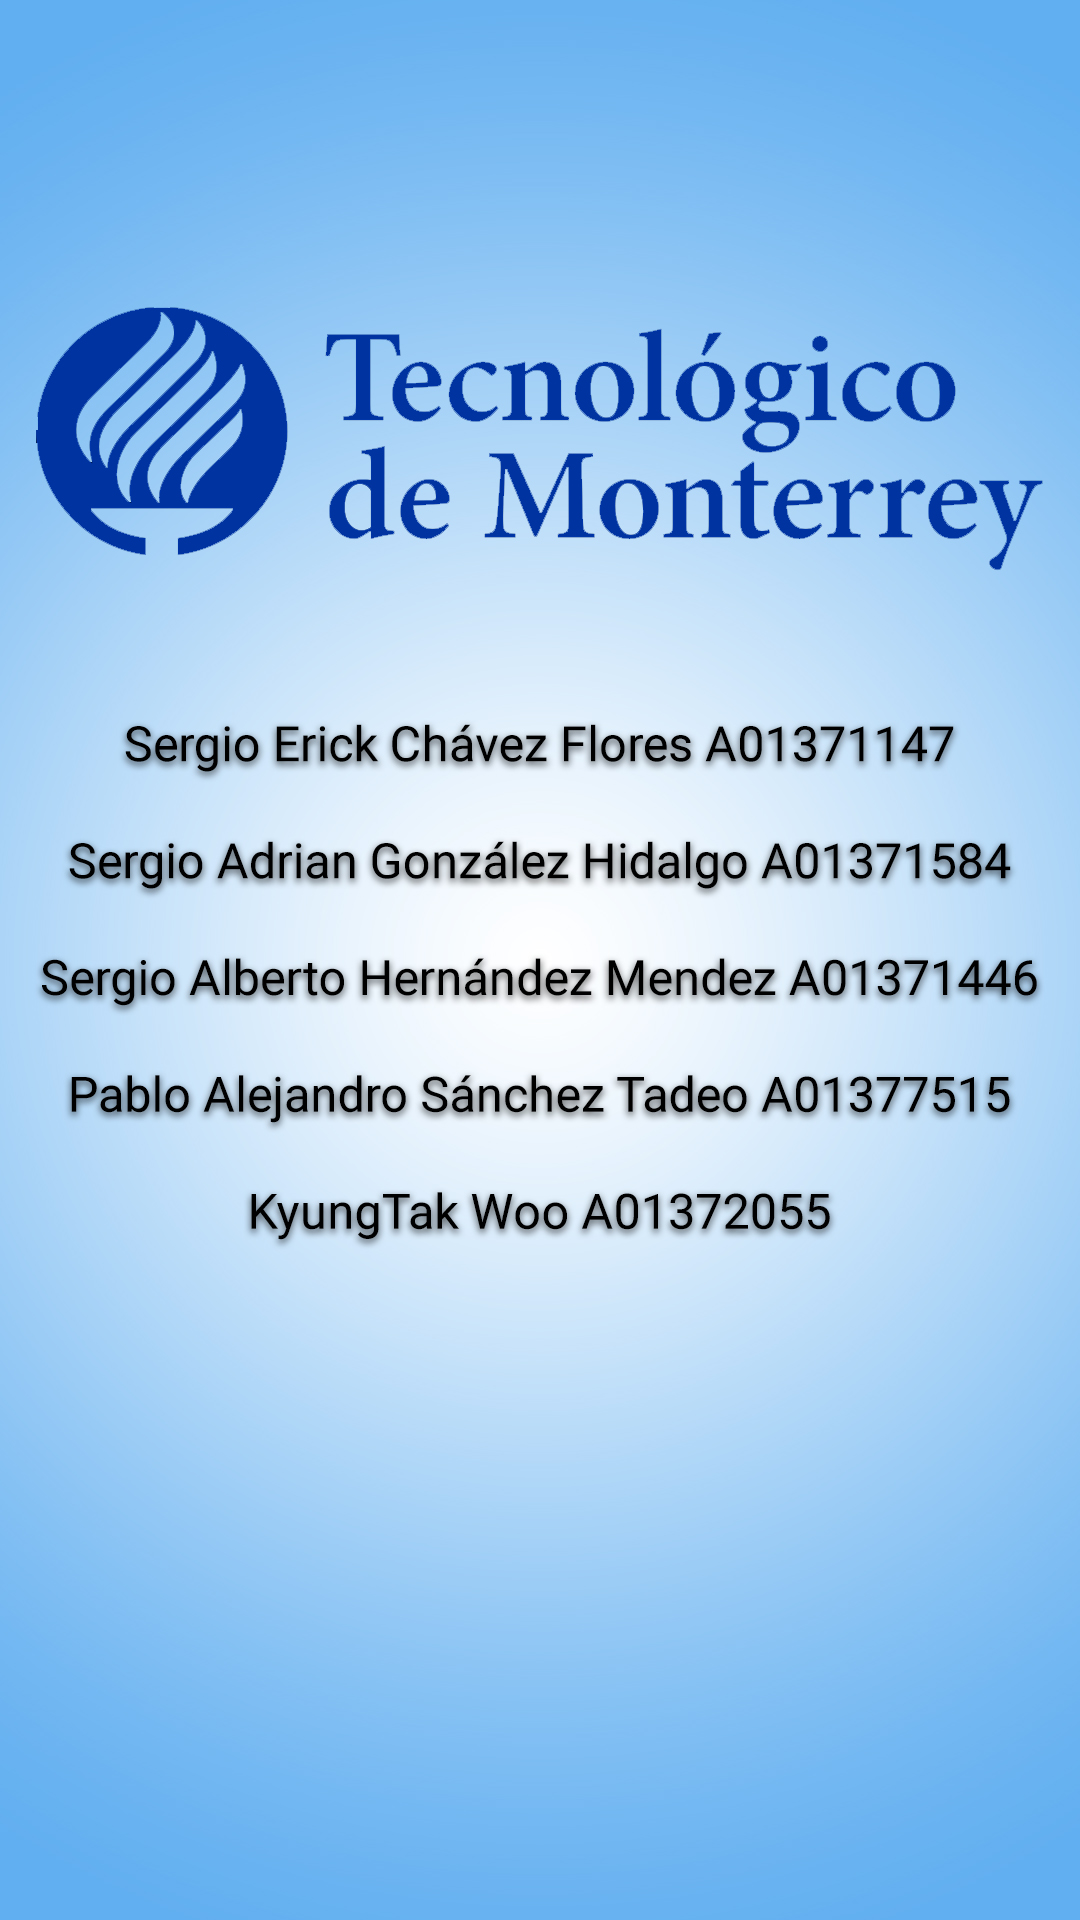 Tecnológico
de Monterrey
Sergio Erick Chávez Flores A01371147
Sergio Adrian González Hidalgo A01371584
Sergio Alberto Hernández Mendez A01371446
Pablo Alejandro Sánchez Tadeo A01377515
KyungTak Woo A01372055